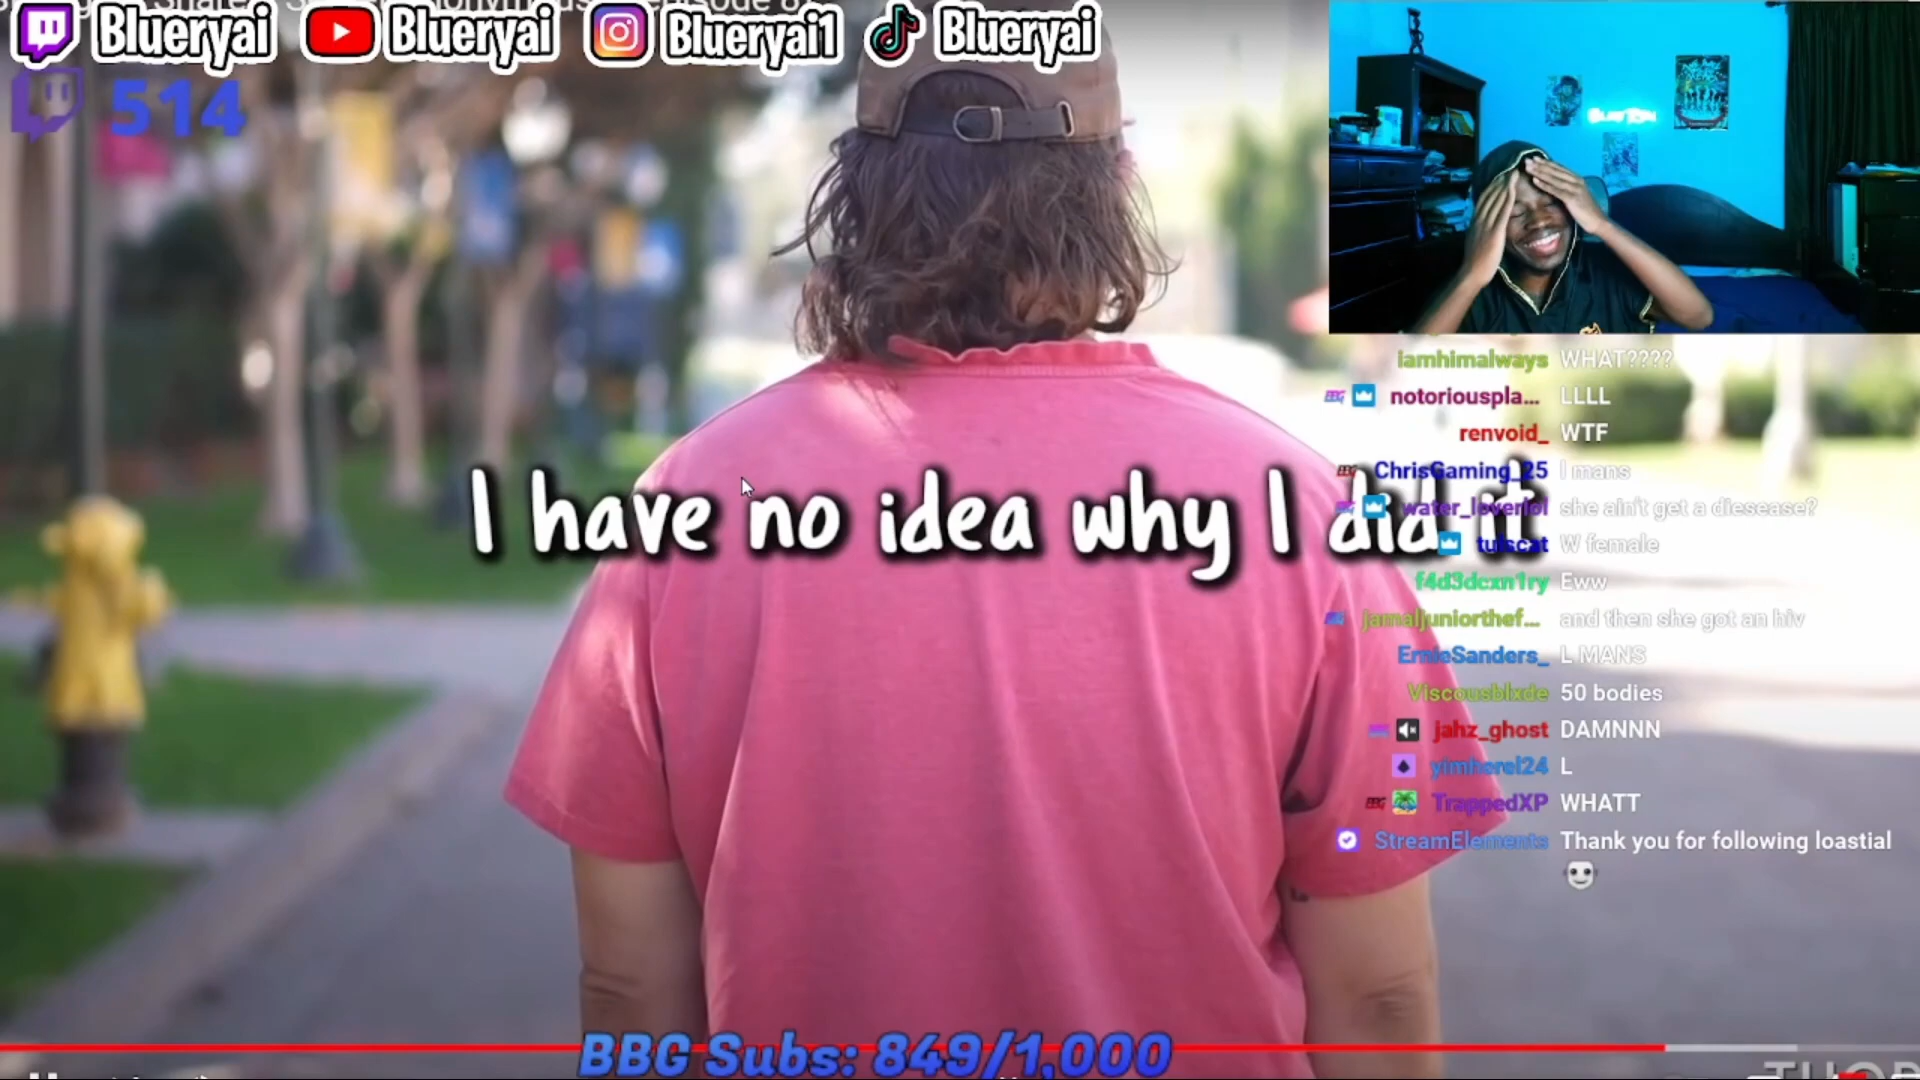 Blueryai Blueryai Blueryai1 Blueryai
514
iamhimalways WHAT????
notoriouspla... LLLL
renvoid_ WTF
ChrisGaming_25 l mans
I have no idea why I did it
water_loverlol she ain't get a diesease?
tufscat W female
f4d3dcxn1ry Eww
jamaljuniorthef... and then she got an hiv
ErnieSanders_ L MANS
Viscousblxde 50 bodies
jahz_ghost DAMNNN
yimherel24 L
TrappedXP WHATT
StreamElements Thank you for following loastial
BBG Subs: 849/1,000